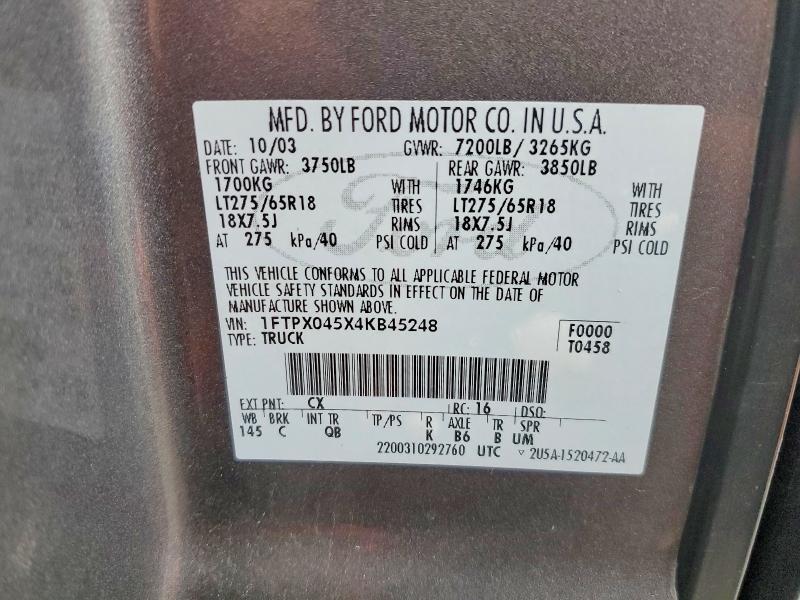 MFD. BY FORD MOTOR CO. IN U.S.A.
DATE: 10/03 GVWR: 7200LB/ 3265KG
FRONT GAWR: 3750LB REAR GAWR: 3850LB
1700KG WITH 1746KG WITH
LT275/65R18 TIRES LT275/65R18 TIRES
18X7.5J RIMS 18X7.5J RIMS
AT 275 kPa/40 PSI COLD AT 275 kPa/40 PSI COLD
Ford
THIS VEHICLE CONFORMS TO ALL APPLICABLE FEDERAL MOTOR
VEHICLE SAFETY STANDARDS IN EFFECT ON THE DATE OF
MANUFACTURE SHOWN ABOVE.
VIN: 1FTPX045X4KB45248 F0000
TYPE: TRUCK T0458
EXT PNT: CX RC: 16 DSO:
WB BRK INT TR TP/PS R AXLE TR SPR
145 C QB K B6 B UM
2200310292760 UTC ▿ 2U5A-1520472-AA